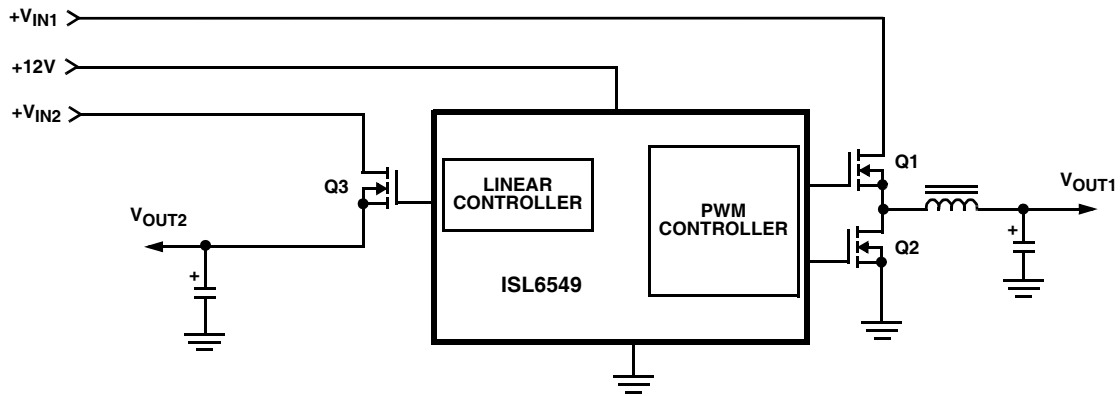 +VIN1
+12V
+VIN2
Q3
LINEAR
CONTROLLER
PWM
CONTROLLER
Q1
VOUT1
VOUT2
+
ISL6549
Q2
+